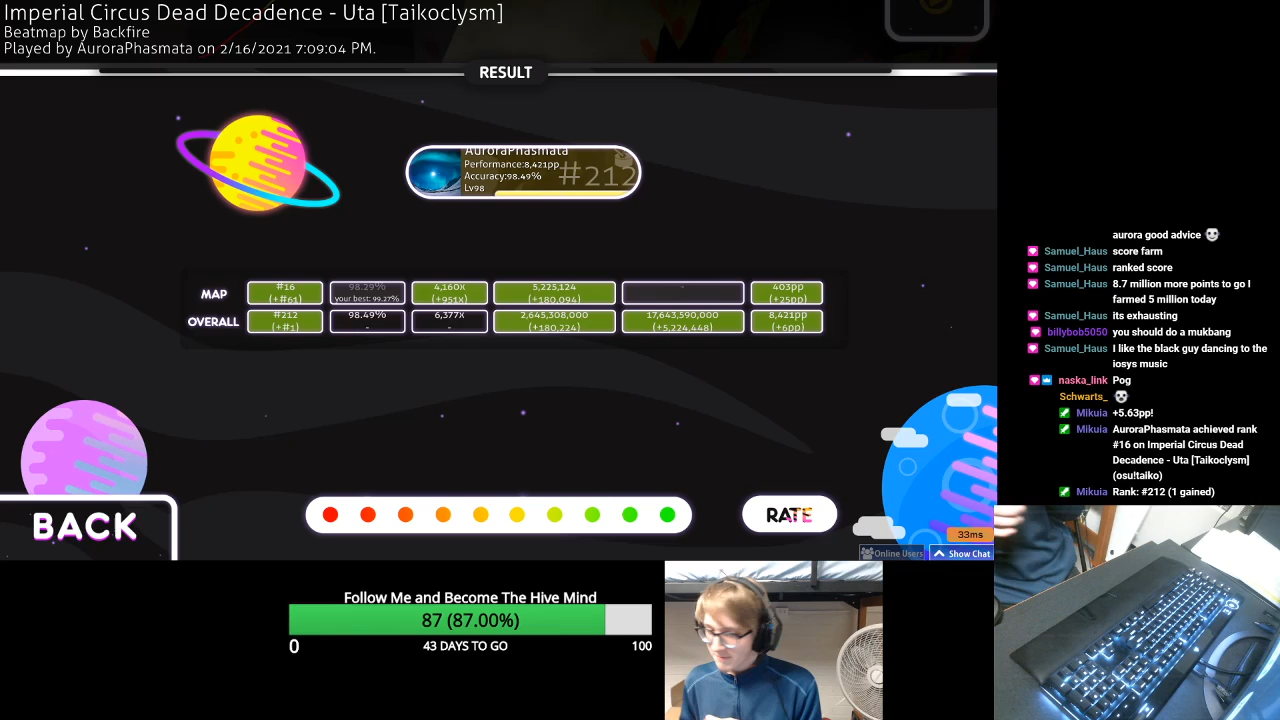 Imperial Circus Dead Decadence - Uta [Taikoclysm]
Beatmap by Backfire
Played by AuroraPhasmata on 2/16/2021 7:09:04 PM.
RESULT
AuroraPhasmata
Performance:8,421pp
Accuracy:98.49%
Lv98
#212
MAP
#16
(+#61)
98.29%
your best: 99.27%
4,160x
(+951x)
5,225,124
(+180,094)
-
403pp
(+25pp)
OVERALL
#212
(+#1)
98.49%
-
6,377x
-
2,645,308,000
(+180,224)
17,643,590,000
(+5,224,448)
8,421pp
(+6pp)
BACK
RATE
33ms
Online Users
Show Chat
aurora good advice
Samuel_Haus score farm
Samuel_Haus ranked score
Samuel_Haus 8.7 million more points to go I
farmed 5 million today
Samuel_Haus its exhausting
billybob5050 you should do a mukbang
Samuel_Haus I like the black guy dancing to the
iosys music
naska_link Pog
Schwarts_
Mikuia +5.63pp!
Mikuia AuroraPhasmata achieved rank
#16 on Imperial Circus Dead
Decadence - Uta [Taikoclysm]
(osu!taiko)
Mikuia Rank: #212 (1 gained)
Follow Me and Become The Hive Mind
87 (87.00%)
0
43 DAYS TO GO
100